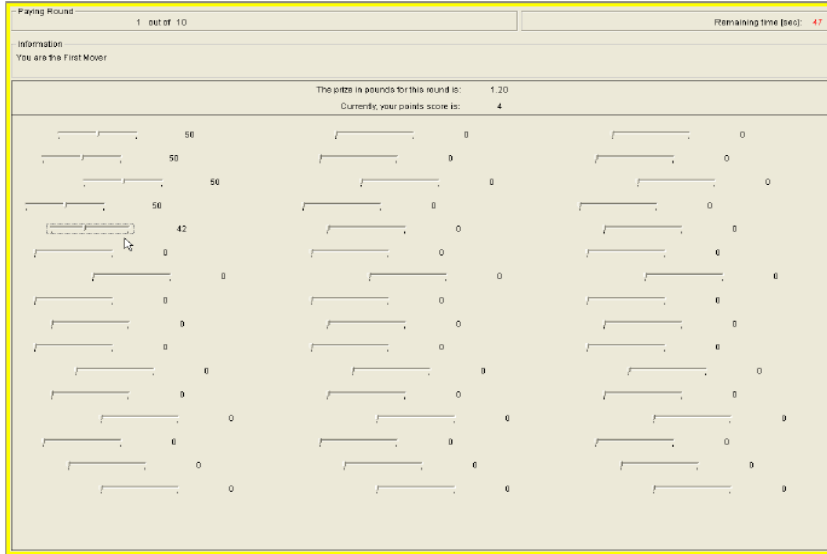 Paying Round
1 out of 10
Remaining time [sec]: 47
Information
You are the First Mover
The prize in pounds for this round is: 1.20
Currently, your points score is: 4
50 0 0
50 0 0
50 0 0
50 0 0
42 0 0
0 0 0
0 0 0
0 0 0
0 0 0
0 0 0
0 0 0
0 0 0
0 0 0
0 0 0
0 0 0
0 0 0